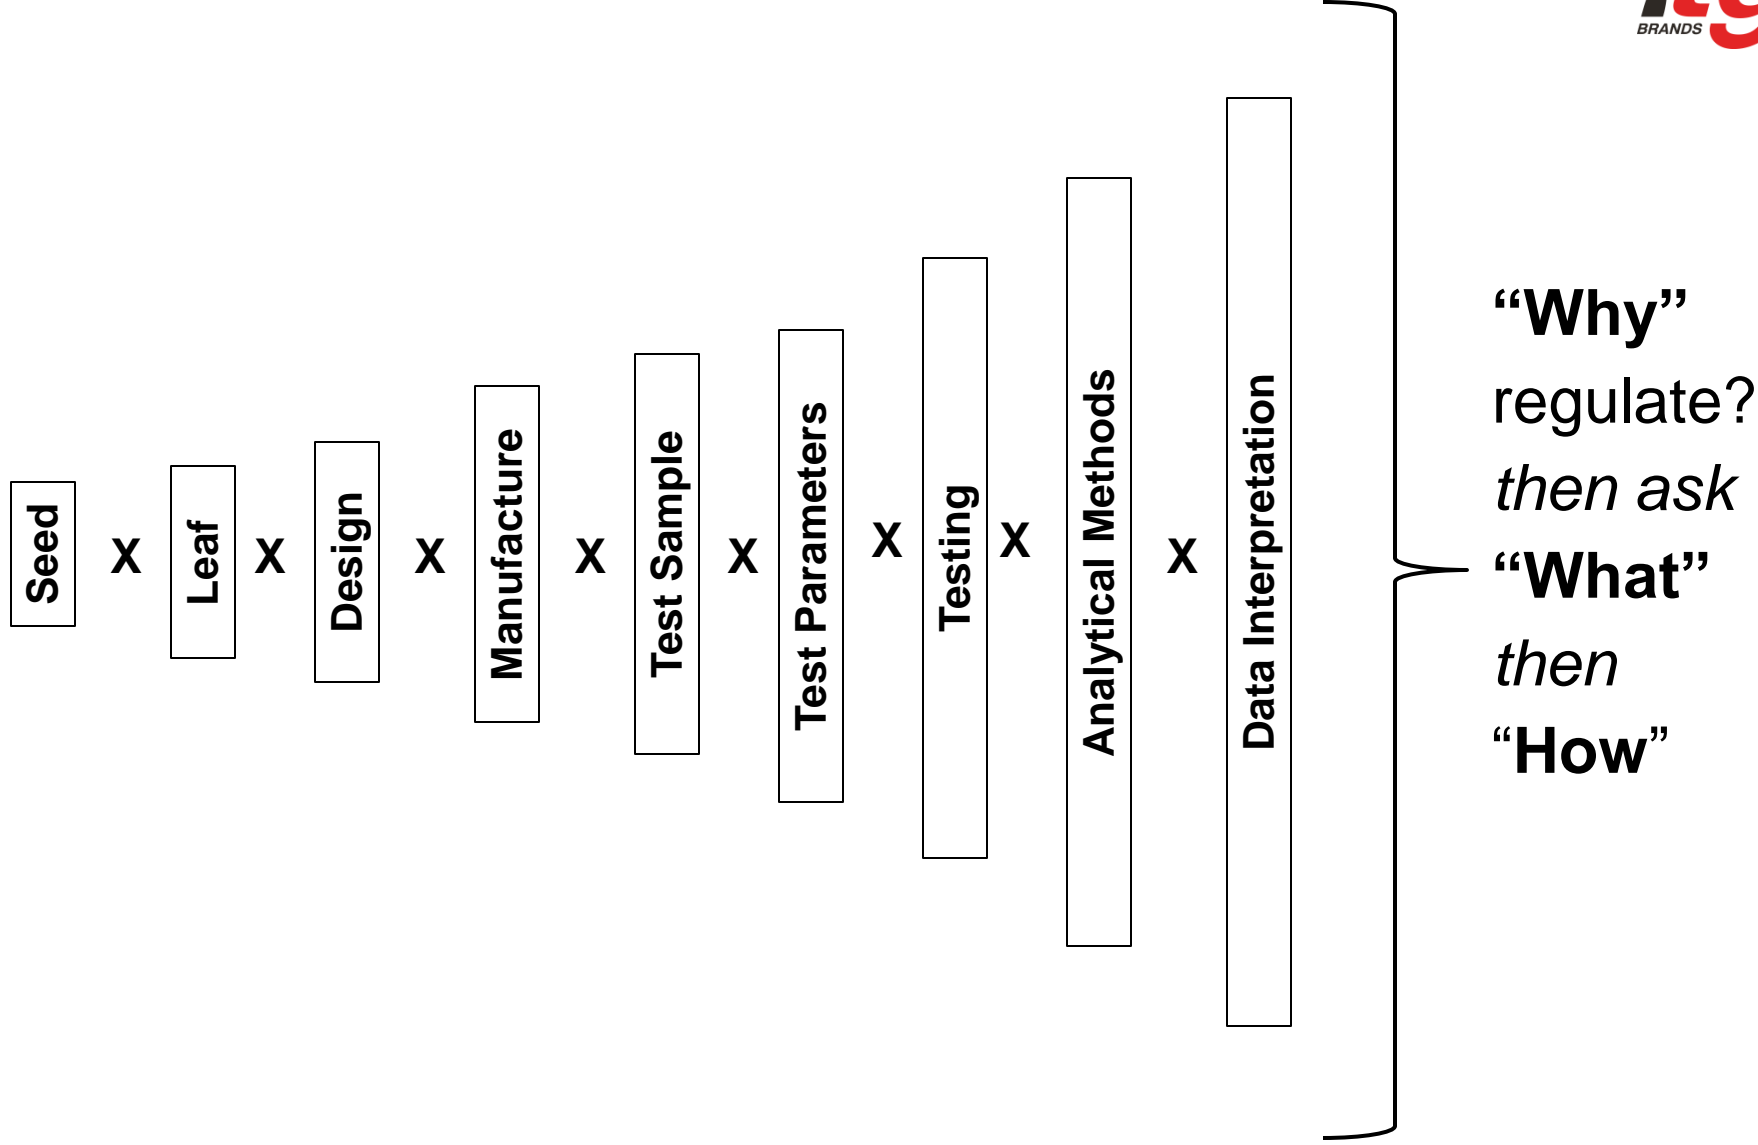 BRANDS
Seed
X
Leaf
X
Design
X
Manufacture
X
Test Sample
X
Test Parameters
X
Testing
X
Analytical Methods
X
Data Interpretation
“Why”
regulate?
then ask
“What”
then
“How”